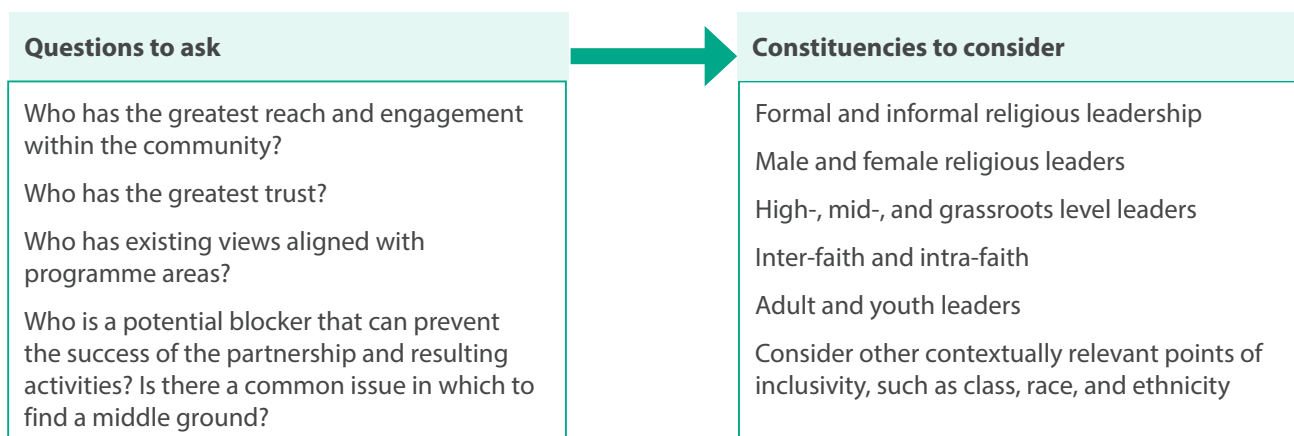 Questions to ask
Who has the greatest reach and engagement
within the community?
Who has the greatest trust?
Who has existing views aligned with
programme areas?
Who is a potential blocker that can prevent
the success of the partnership and resulting
activities? Is there a common issue in which to
find a middle ground?
Constituencies to consider
Formal and informal religious leadership
Male and female religious leaders
High-, mid-, and grassroots level leaders
Inter-faith and intra-faith
Adult and youth leaders
Consider other contextually relevant points of
inclusivity, such as class, race, and ethnicity